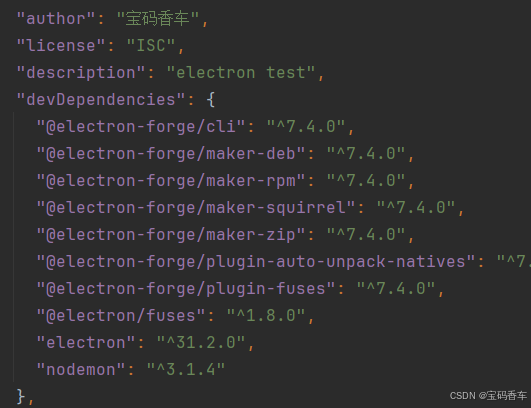 "author": "宝码香车",
"license": "ISC",
"description": "electron test",
"devDependencies": {
"@electron-forge/cli": "^7.4.0",
"@electron-forge/maker-deb": "^7.4.0",
"@electron-forge/maker-rpm": "^7.4.0",
"@electron-forge/maker-squirrel": "^7.4.0",
"@electron-forge/maker-zip": "^7.4.0",
"@electron-forge/plugin-auto-unpack-natives": "^7.
"@electron-forge/plugin-fuses": "^7.4.0",
"@electron/fuses": "^1.8.0",
"electron": "^31.2.0",
"nodemon": "^3.1.4"
},
CSDN @宝码香车